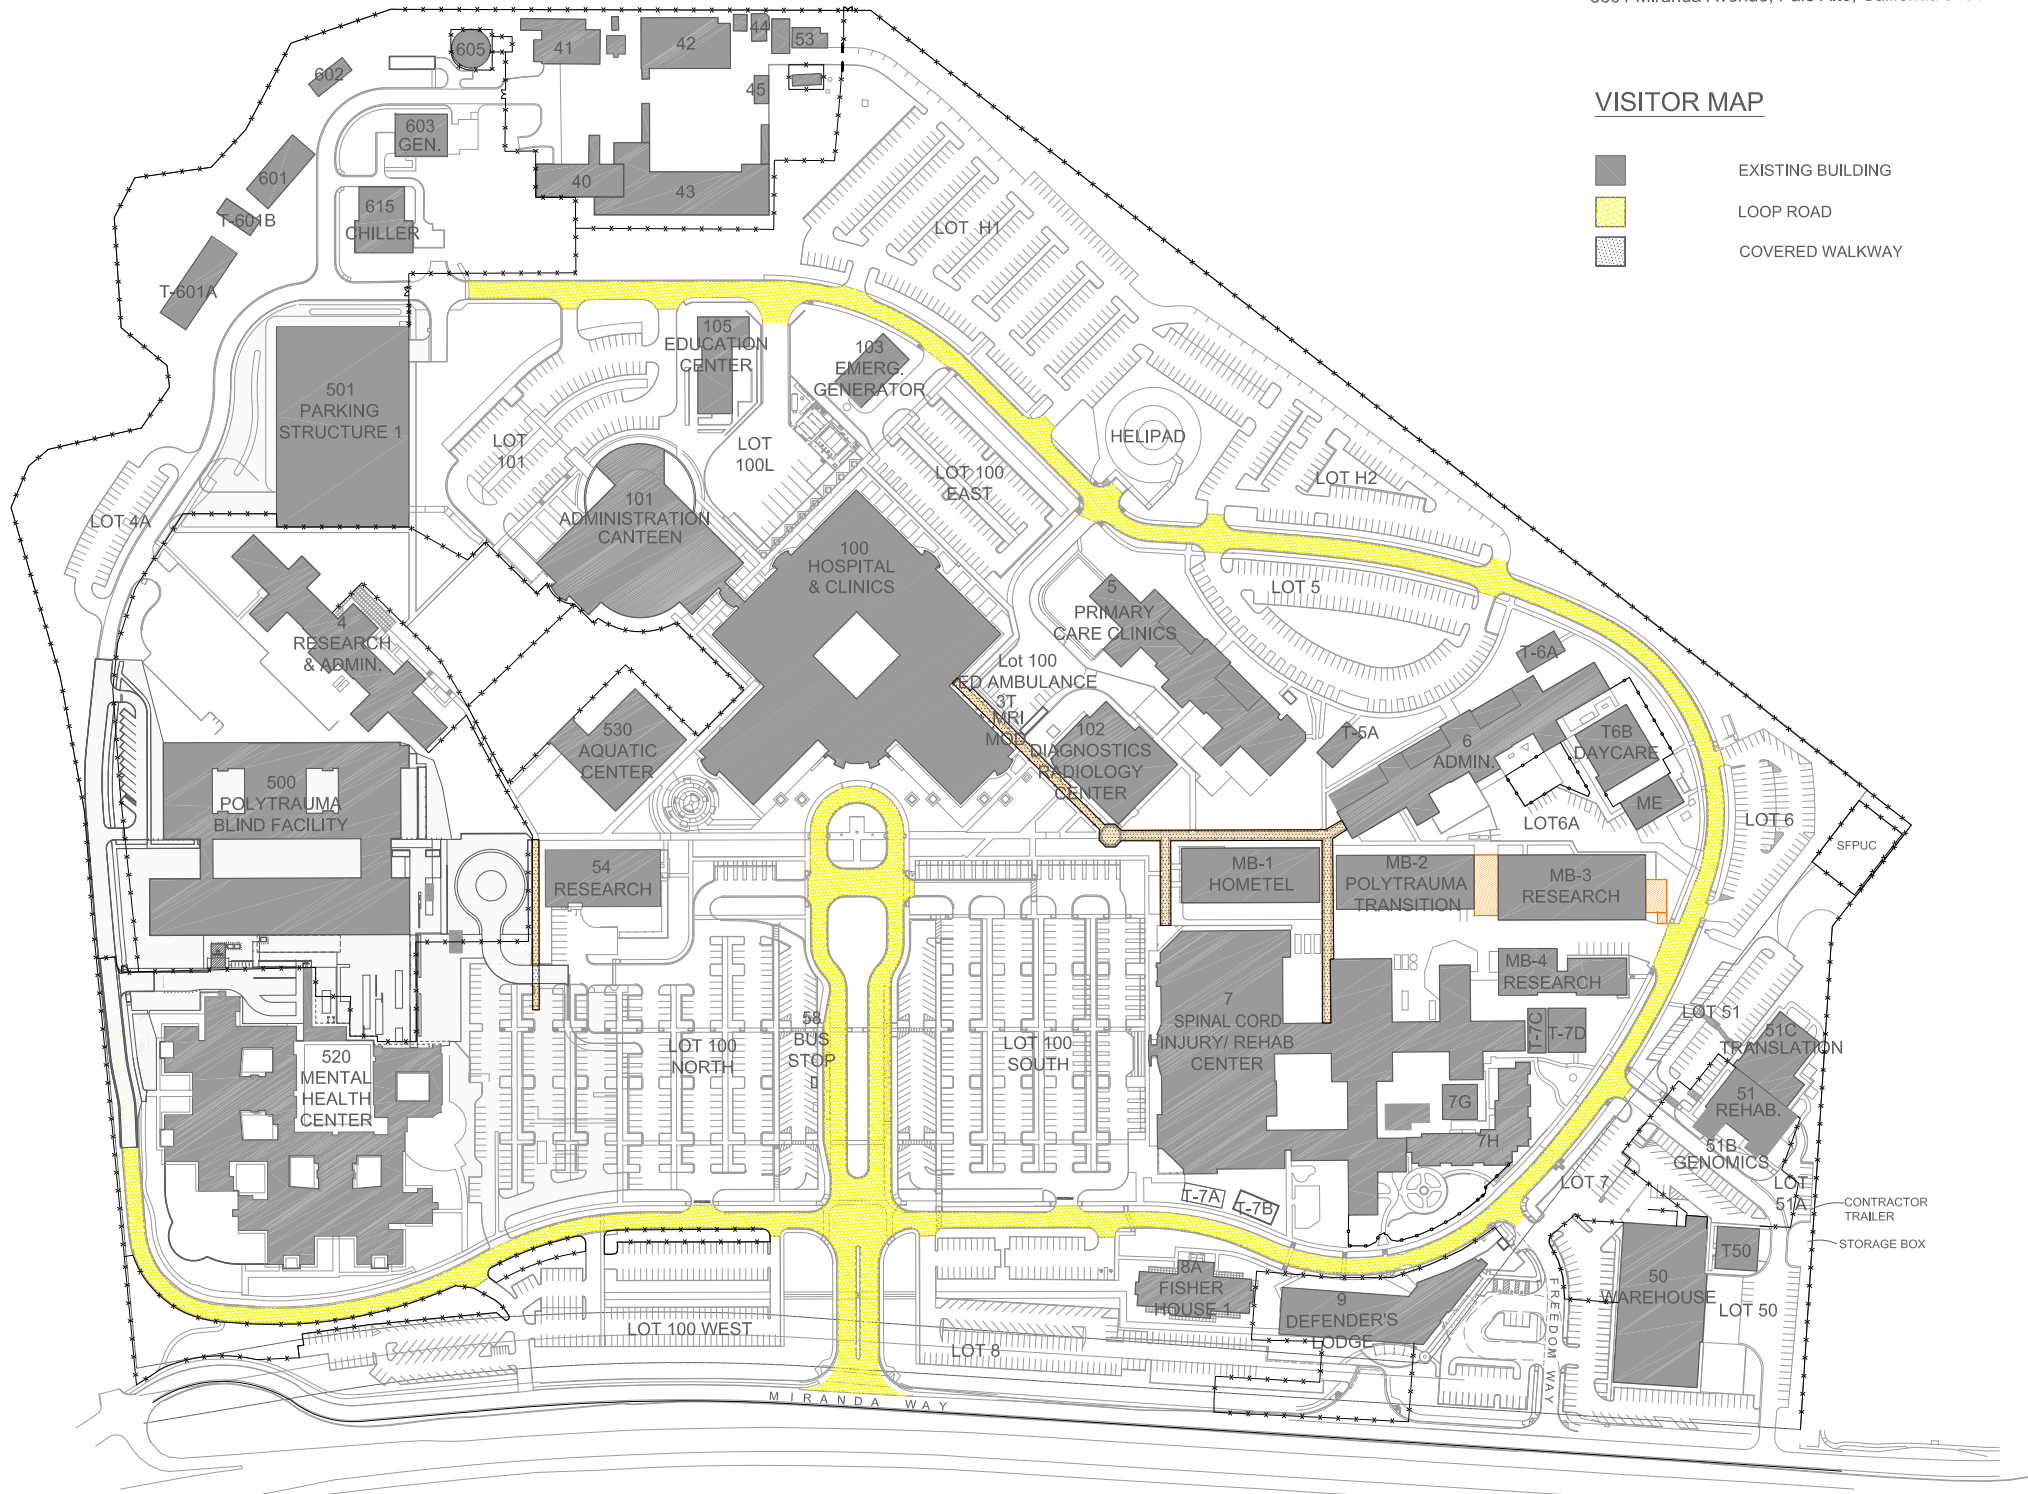 VISITOR MAP
EXISTING BUILDING
LOOP ROAD
COVERED WALKWAY
605
41
42
44
53
45
602
603
GEN.
601
T-601B
615
CHILLER
T-601A
40
43
LOT H1
105
EDUCATION
CENTER
103
EMERG.
GENERATOR
501
PARKING
STRUCTURE 1
LOT
101
LOT
100L
HELIPAD
LOT 100
EAST
LOT H2
LOT 4A
101
ADMINISTRATION
CANTEEN
100
HOSPITAL
& CLINICS
5
PRIMARY
CARE CLINICS
LOT 5
4
RESEARCH
& ADMIN.
T-6A
Lot 100
ED AMBULANCE
3T
MRI
MOD
102
DIAGNOSTICS
RADIOLOGY
CENTER
T-5A
6
ADMIN.
T6B
DAYCARE
ME
LOT6A
LOT 6
SFPUC
530
AQUATIC
CENTER
500
POLYTRAUMA
BLIND FACILITY
54
RESEARCH
MB-1
HOMETEL
MB-2
POLYTRAUMA
TRANSITION
MB-3
RESEARCH
MB-4
RESEARCH
7
SPINAL CORD
INJURY/ REHAB
CENTER
T-7C
T-7D
LOT 51
51C
TRANSLATION
58
BUS
STOP
LOT 100
NORTH
LOT 100
SOUTH
520
MENTAL
HEALTH
CENTER
7G
7H
51
REHAB.
51B
GENOMICS
LOT 7
LOT
51A
T-7A
T-7B
CONTRACTOR
TRAILER
STORAGE BOX
T50
50
WAREHOUSE
LOT 50
8A
FISHER
HOUSE 1
9
DEFENDER'S
LODGE
FREEDOM WAY
LOT 100 WEST
LOT 8
MIRANDA WAY